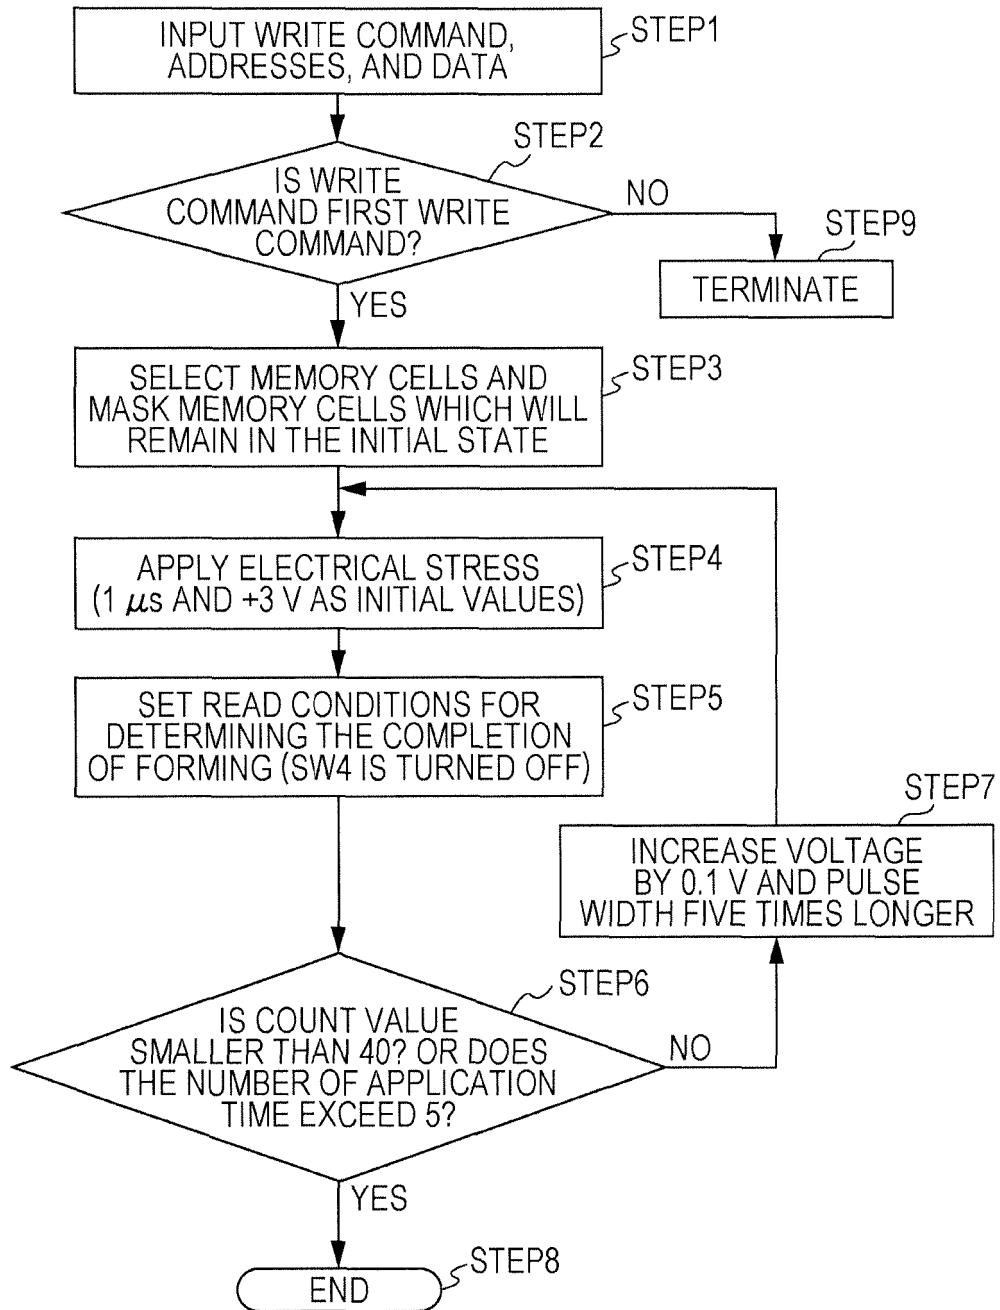 INPUT WRITE COMMAND,
ADDRESSES, AND DATA
STEP1
STEP2
IS WRITE
COMMAND FIRST WRITE
COMMAND?
NO
STEP9
TERMINATE
YES
SELECT MEMORY CELLS AND
MASK MEMORY CELLS WHICH WILL
REMAIN IN THE INITIAL STATE
STEP3
APPLY ELECTRICAL STRESS
(1 μs AND +3 V AS INITIAL VALUES)
STEP4
SET READ CONDITIONS FOR
DETERMINING THE COMPLETION
OF FORMING (SW4 IS TURNED OFF)
STEP5
STEP7
INCREASE VOLTAGE
BY 0.1 V AND PULSE
WIDTH FIVE TIMES LONGER
STEP6
IS COUNT VALUE
SMALLER THAN 40? OR DOES
THE NUMBER OF APPLICATION
TIME EXCEED 5?
NO
YES
END
STEP8